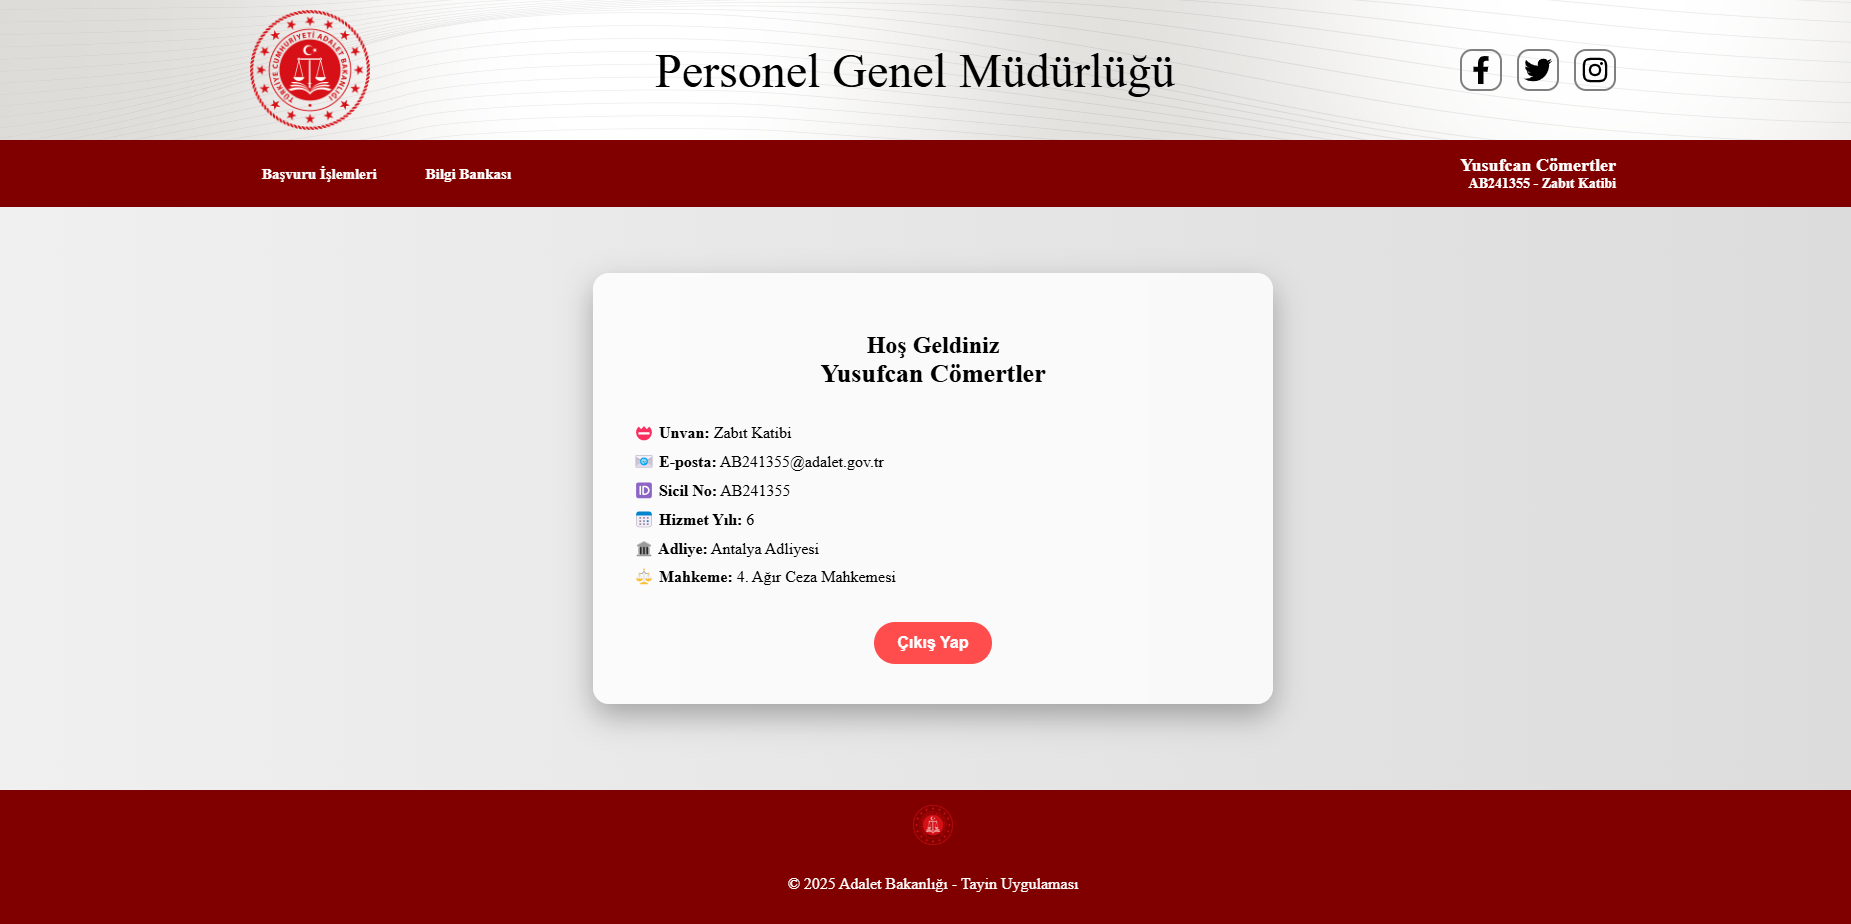 TÜRKİYE CUMHURİYETİ ADALET BAKANLIĞI
Personel Genel Müdürlüğü
Başvuru İşlemleri
Bilgi Bankası
Yusufcan Cömertler
AB241355 - Zabıt Katibi
Hoş Geldiniz
Yusufcan Cömertler
Unvan: Zabıt Katibi
E-posta: AB241355@adalet.gov.tr
Sicil No: AB241355
Hizmet Yılı: 6
Adliye: Antalya Adliyesi
Mahkeme: 4. Ağır Ceza Mahkemesi
Çıkış Yap
© 2025 Adalet Bakanlığı - Tayin Uygulaması